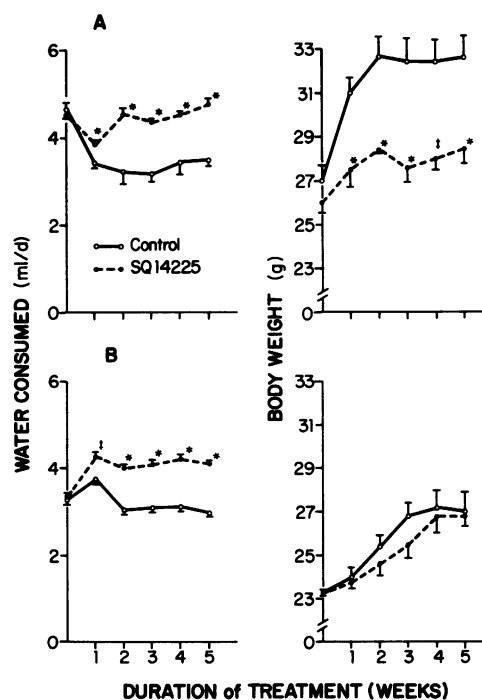 A
6
4
2
0
WATER CONSUMED (ml/d)
Control
SQ14225
* * * * *
33
31
29
27
25
23
0
BODY WEIGHT (g)
* * * ‡ *
B
6
4
2
0
‡ * * * *
1 2 3 4 5
33
31
29
27
25
23
0
1 2 3 4 5
DURATION of TREATMENT (WEEKS)